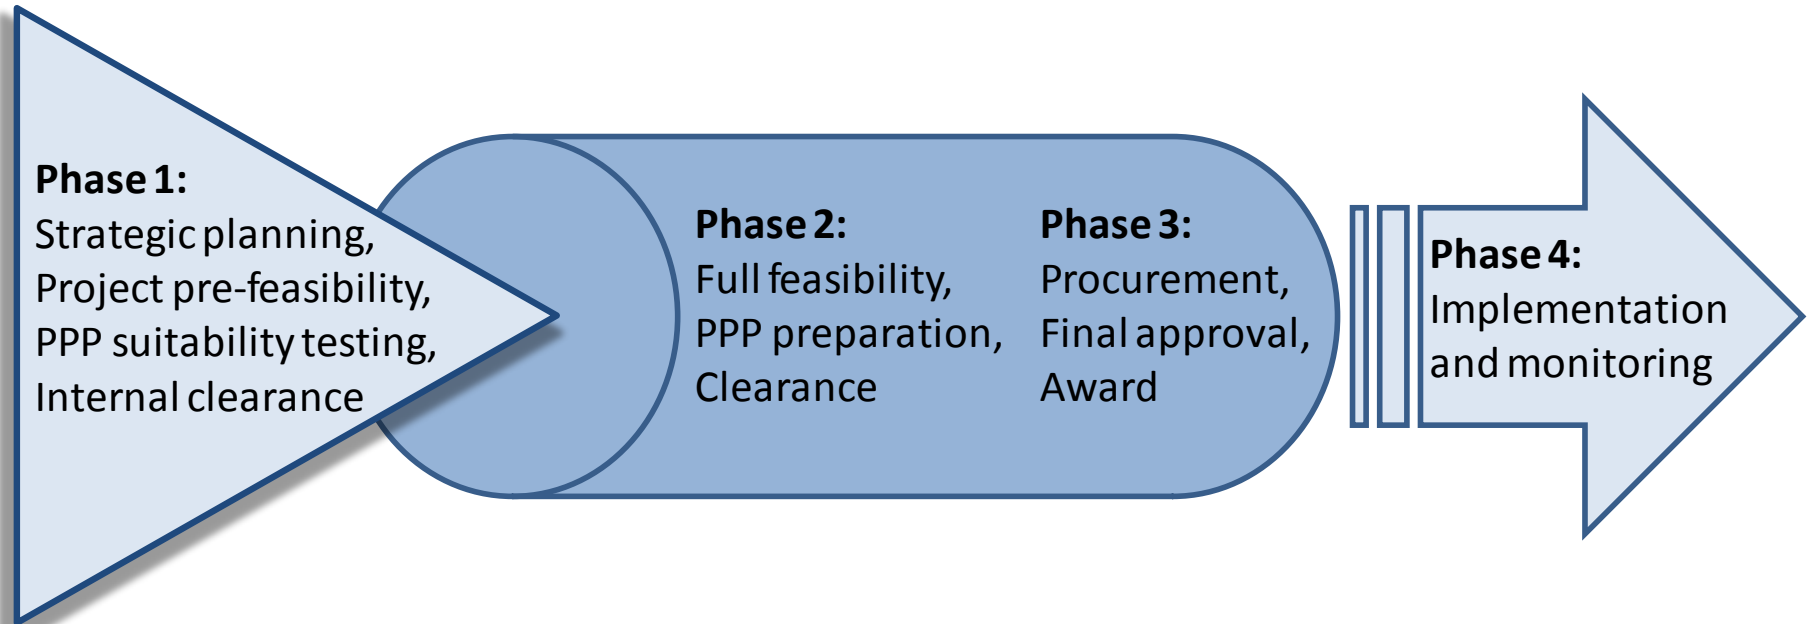 Phase 1:
Strategic planning,
Project pre-feasibility,
PPP suitability testing,
Internal clearance
Phase 2:
Full feasibility,
PPP preparation,
Clearance
Phase 3:
Procurement,
Final approval,
Award
Phase 4:
Implementation
and monitoring